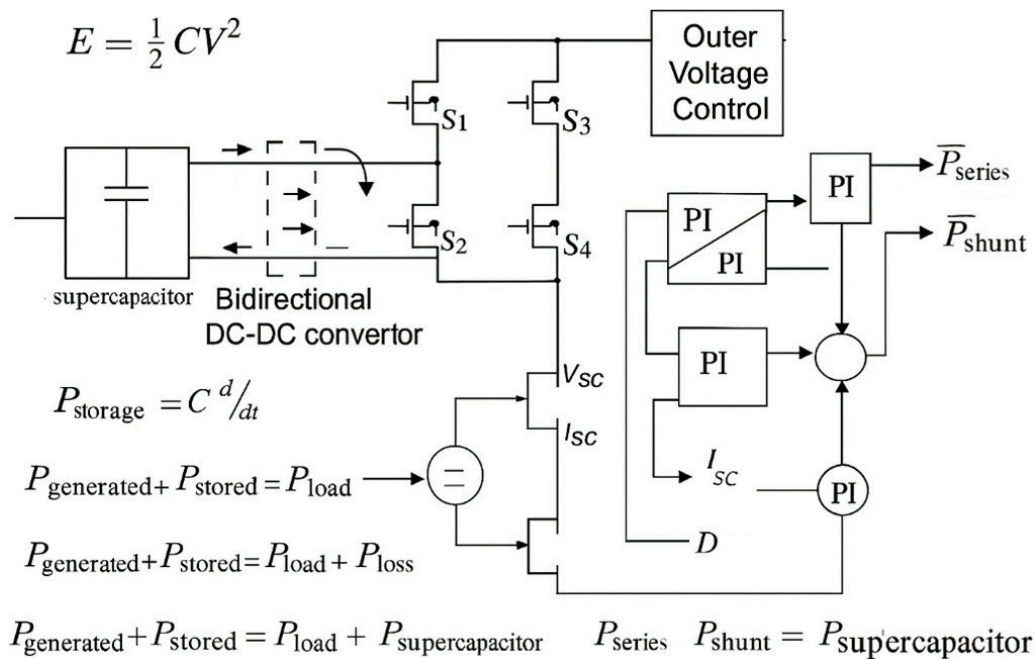 E = 1/2 CV²
Outer
Voltage
Control
S1
S3
S2
S4
supercapacitor
Bidirectional
DC-DC convertor
PI
P̅series
PI
PI
P̅shunt
PI
VSC
ISC
Pstorage = C d/dt
Pgenerated + Pstored = Pload
=
ISC
PI
Pgenerated + Pstored = Pload + Ploss
D
Pgenerated + Pstored = Pload + Psupercapacitor
Pseries Pshunt = Psupercapacitor